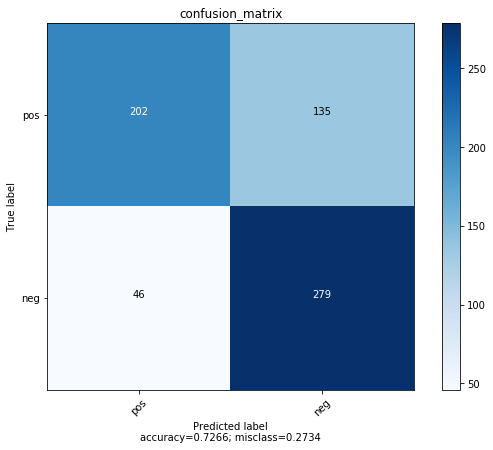 confusion_matrix
250
pos
202
135
200
True label
150
neg
46
279
100
50
pos
neg
Predicted label
accuracy=0.7266; misclass=0.2734